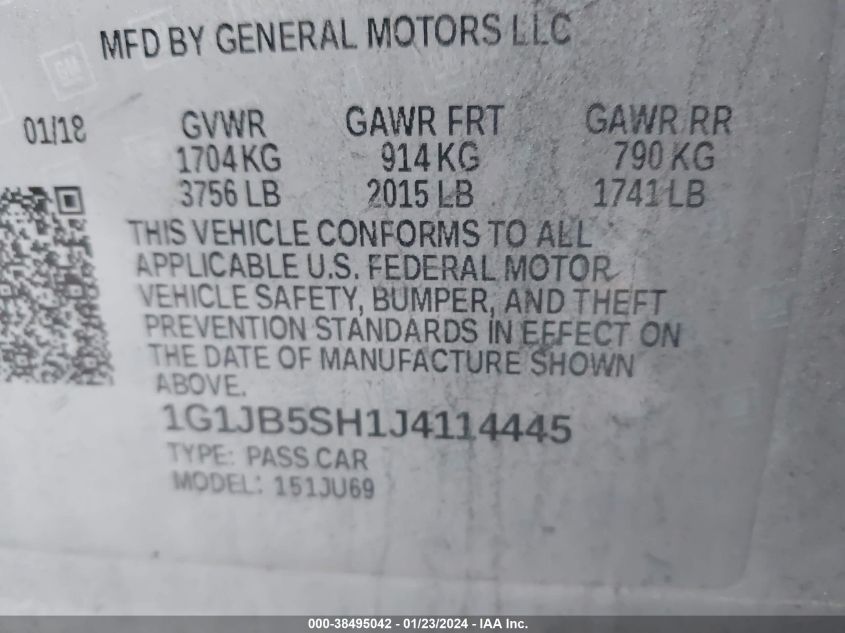 MFD BY GENERAL MOTORS LLC
01/18 GVWR GAWR FRT GAWR RR
1704 KG 914 KG 790 KG
3756 LB 2015 LB 1741 LB
THIS VEHICLE CONFORMS TO ALL
APPLICABLE U.S. FEDERAL MOTOR
VEHICLE SAFETY, BUMPER, AND THEFT
PREVENTION STANDARDS IN EFFECT ON
THE DATE OF MANUFACTURE SHOWN
ABOVE.
1G1JB5SH1J4114445
TYPE: PASS CAR
MODEL: 151JU69
000-38495042 - 01/23/2024 - IAA Inc.